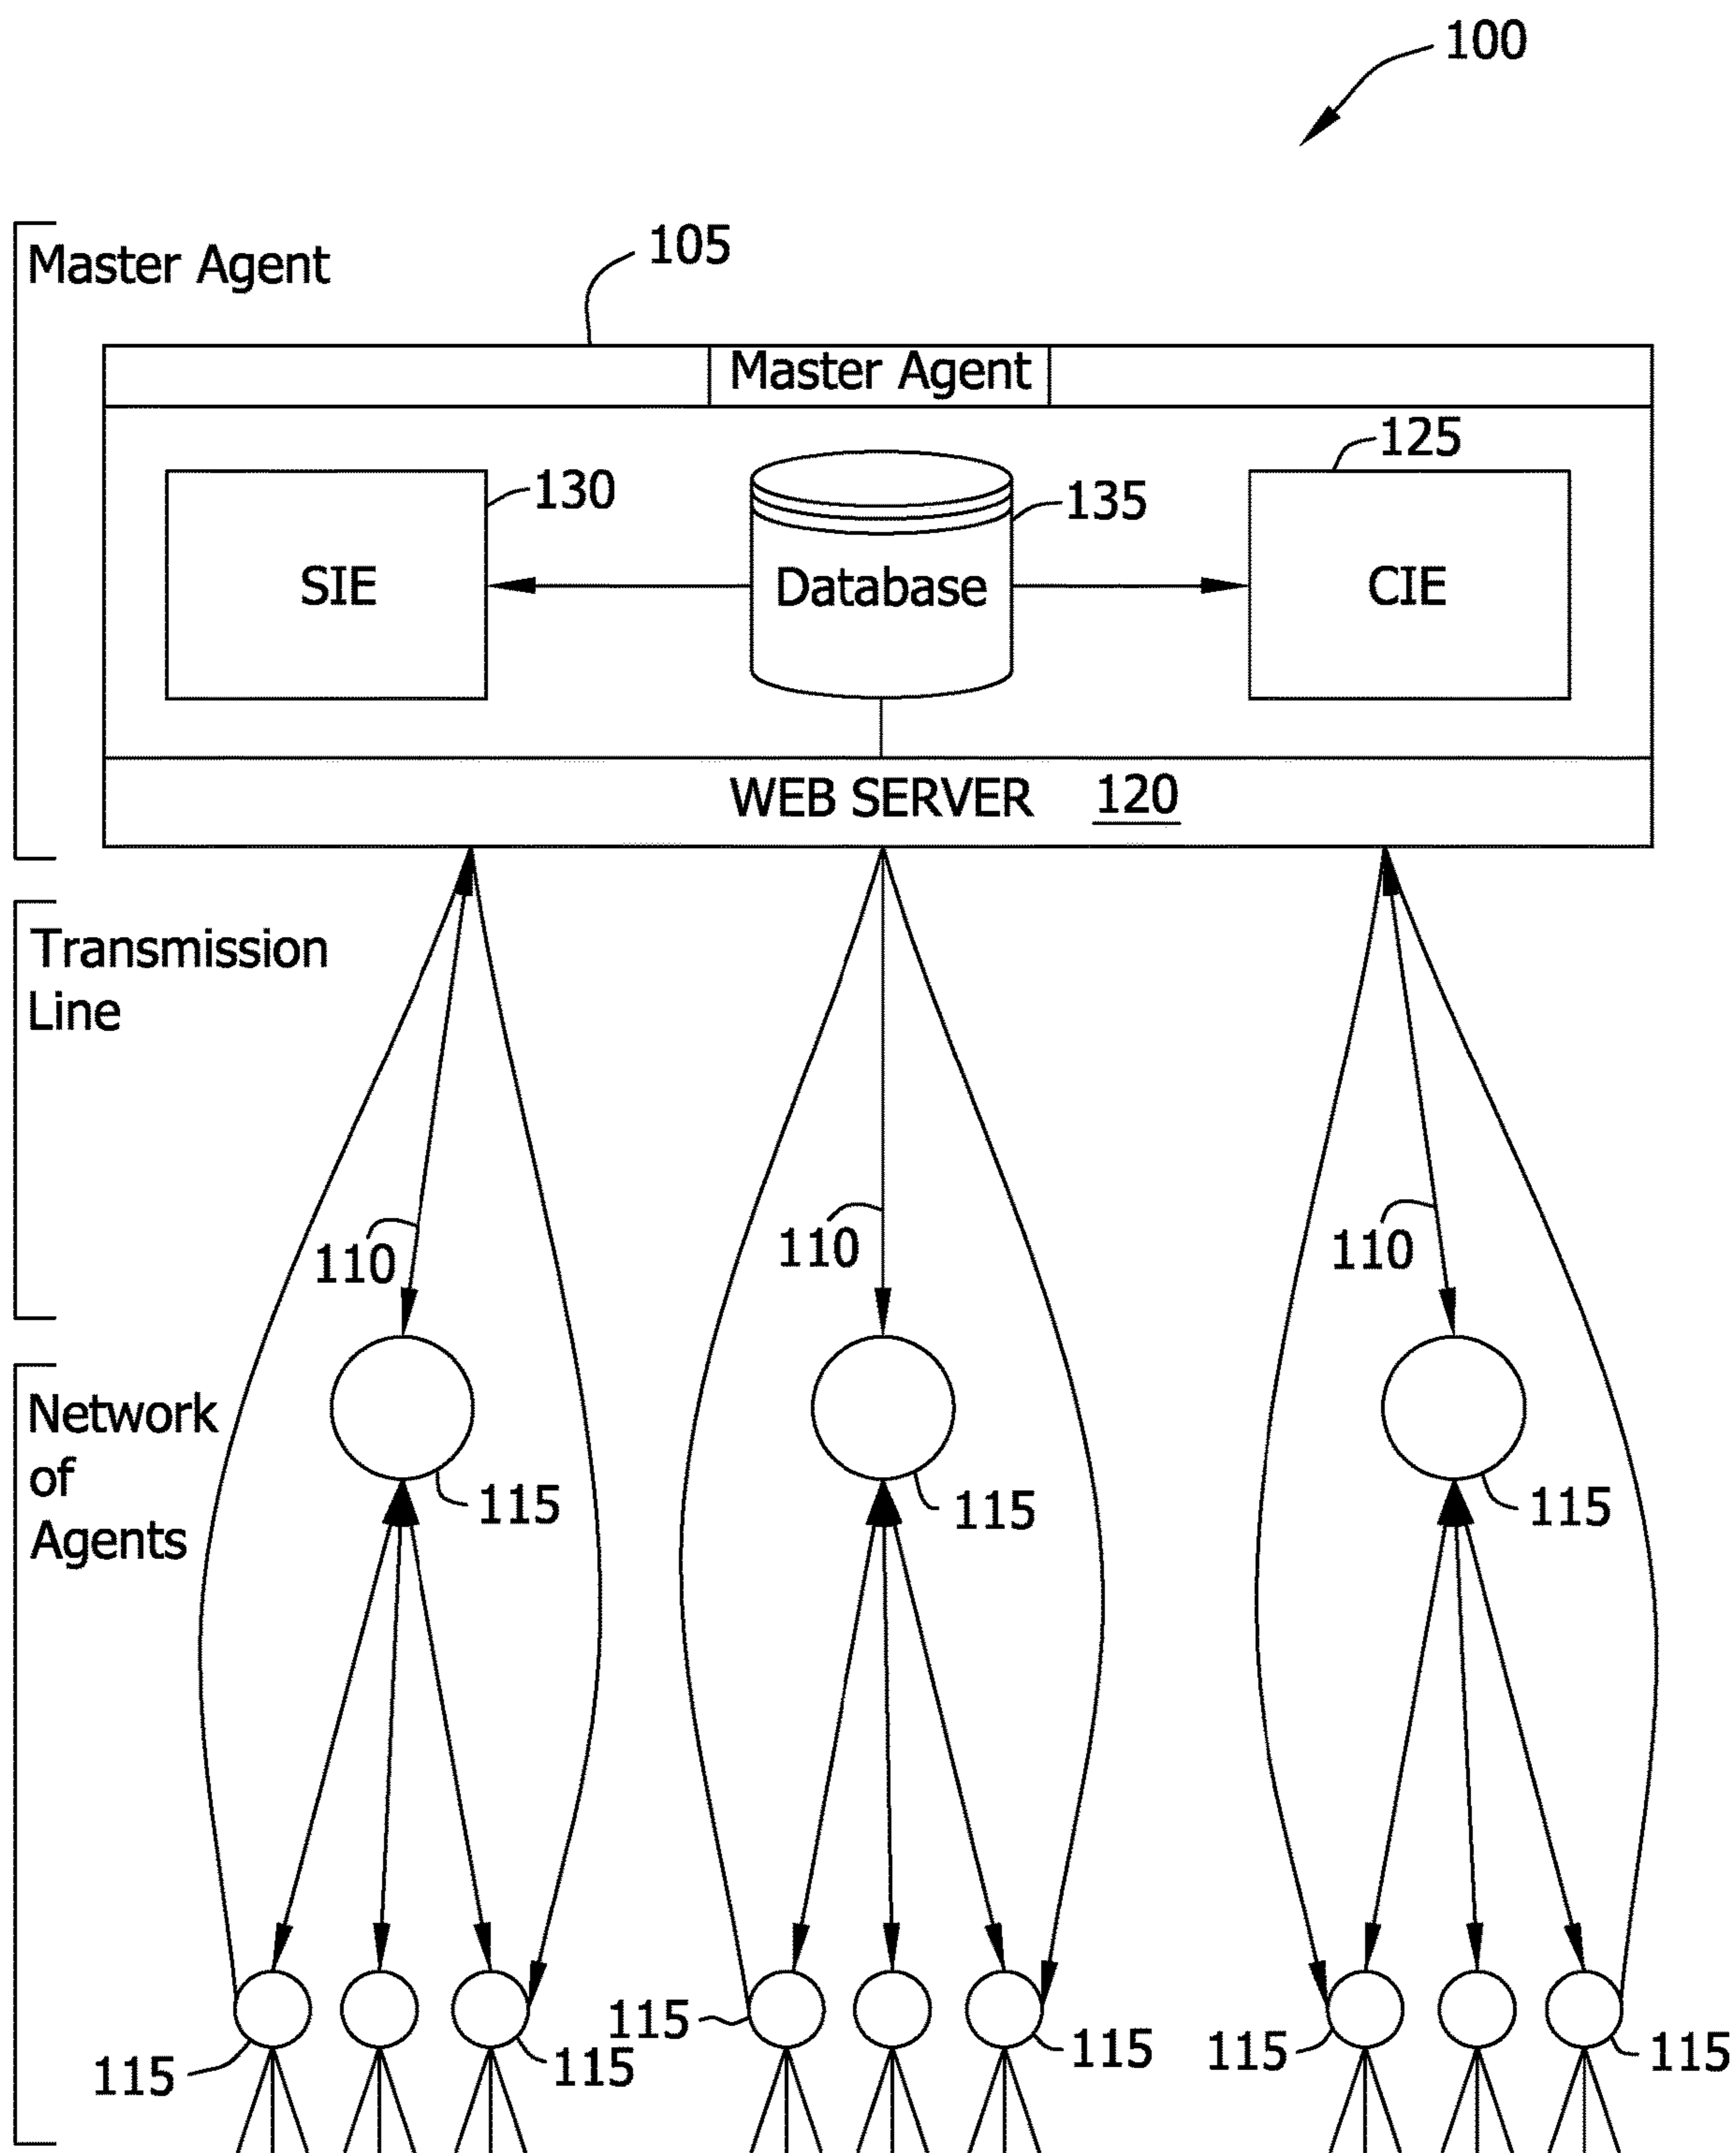 100
Master Agent
105
Master Agent
125
130
135
SIE
Database
CIE
WEB SERVER 120
Transmission
Line
110
110
110
Network
of
Agents
115
115
115
115
115
115
115
115
115